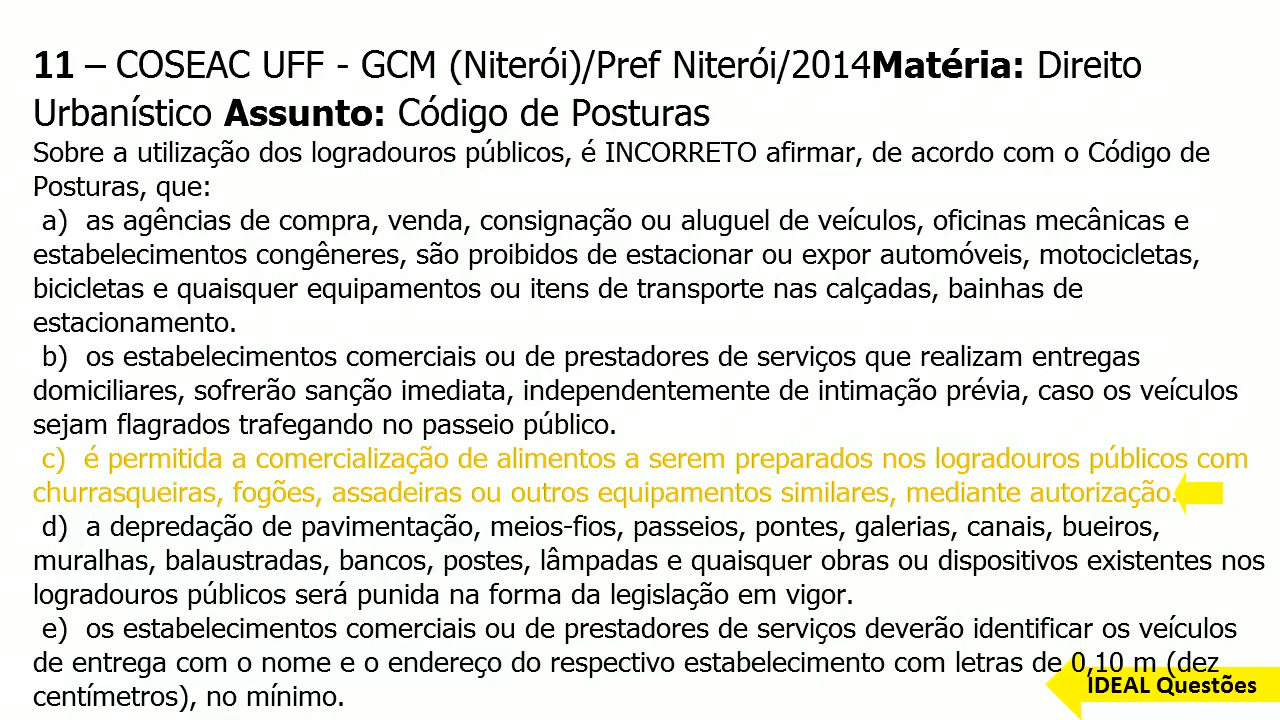 11 – COSEAC UFF - GCM (Niterói)/Pref Niterói/2014Matéria: Direito
Urbanístico Assunto: Código de Posturas
Sobre a utilização dos logradouros públicos, é INCORRETO afirmar, de acordo com o Código de
Posturas, que:
a) as agências de compra, venda, consignação ou aluguel de veículos, oficinas mecânicas e
estabelecimentos congêneres, são proibidos de estacionar ou expor automóveis, motocicletas,
bicicletas e quaisquer equipamentos ou itens de transporte nas calçadas, bainhas de
estacionamento.
b) os estabelecimentos comerciais ou de prestadores de serviços que realizam entregas
domiciliares, sofrerão sanção imediata, independentemente de intimação prévia, caso os veículos
sejam flagrados trafegando no passeio público.
c) é permitida a comercialização de alimentos a serem preparados nos logradouros públicos com
churrasqueiras, fogões, assadeiras ou outros equipamentos similares, mediante autorização.
d) a depredação de pavimentação, meios-fios, passeios, pontes, galerias, canais, bueiros,
muralhas, balaustradas, bancos, postes, lâmpadas e quaisquer obras ou dispositivos existentes nos
logradouros públicos será punida na forma da legislação em vigor.
e) os estabelecimentos comerciais ou de prestadores de serviços deverão identificar os veículos
de entrega com o nome e o endereço do respectivo estabelecimento com letras de 0,10 m (dez
centímetros), no mínimo.
IDEAL Questões